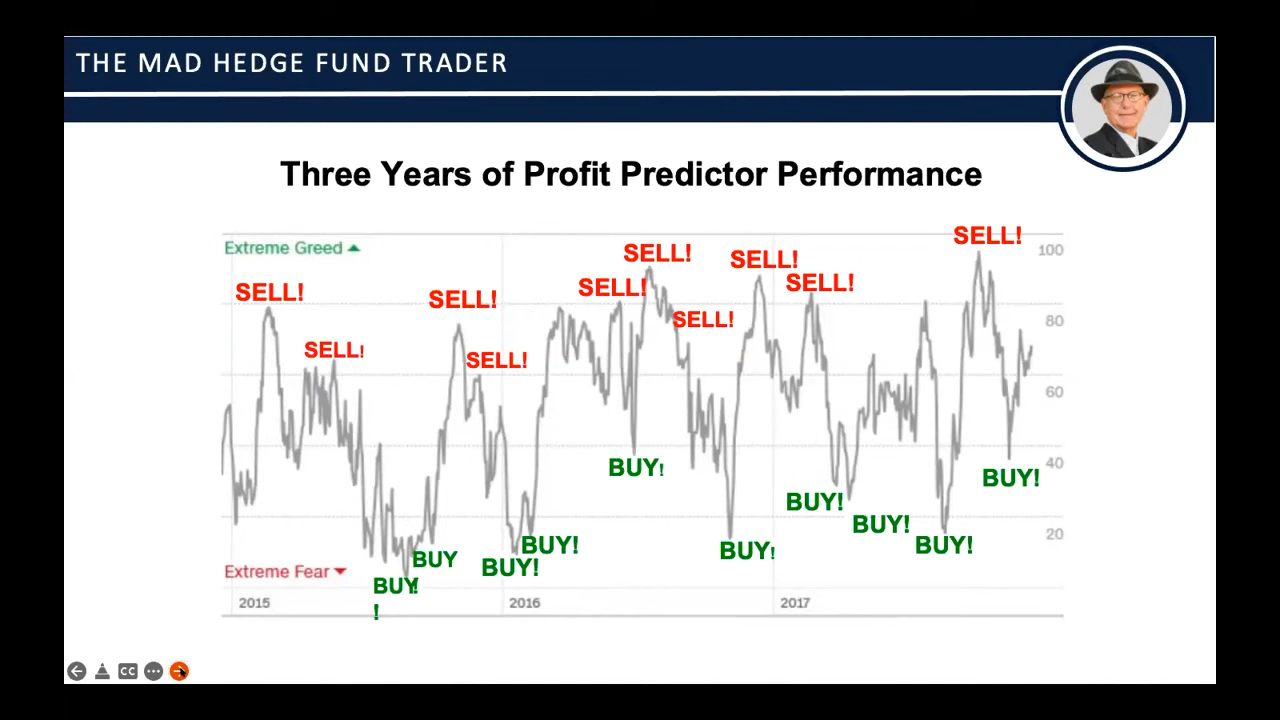 THE MAD HEDGE FUND TRADER
Three Years of Profit Predictor Performance
Extreme Greed
SELL!
SELL!
SELL!
SELL!
SELL!
SELL!
SELL!
SELL!
SELL!
SELL!
100
80
60
40
20
BUY!
BUY!
BUY!
BUY!
BUY!
BUY
BUY!
BUY!
BUY!
Extreme Fear
BUY!
!
2015
2016
2017
CC